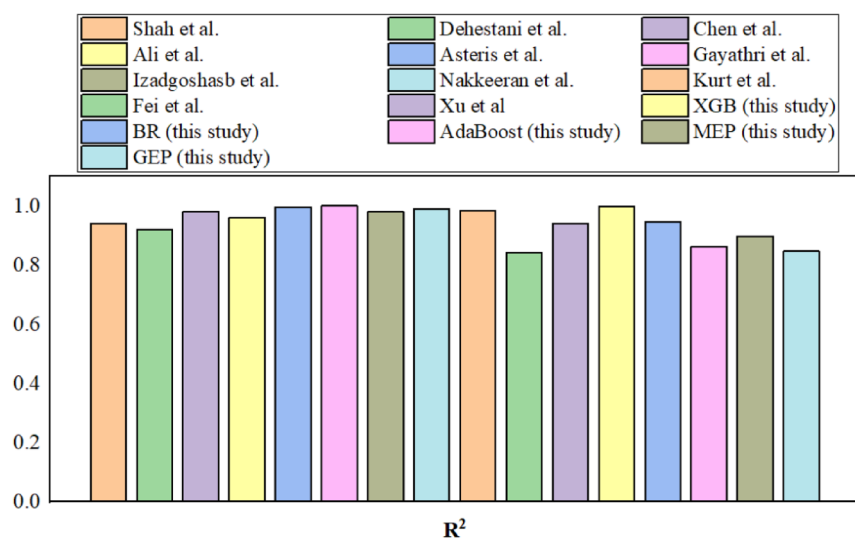 Shah et al. Dehestani et al. Chen et al.
Ali et al. Asteris et al. Gayathri et al.
Izadgoshasb et al. Nakkeeran et al. Kurt et al.
Fei et al. Xu et al XGB (this study)
BR (this study) AdaBoost (this study) MEP (this study)
GEP (this study)
1.0
0.8
0.6
0.4
0.2
0.0
R²